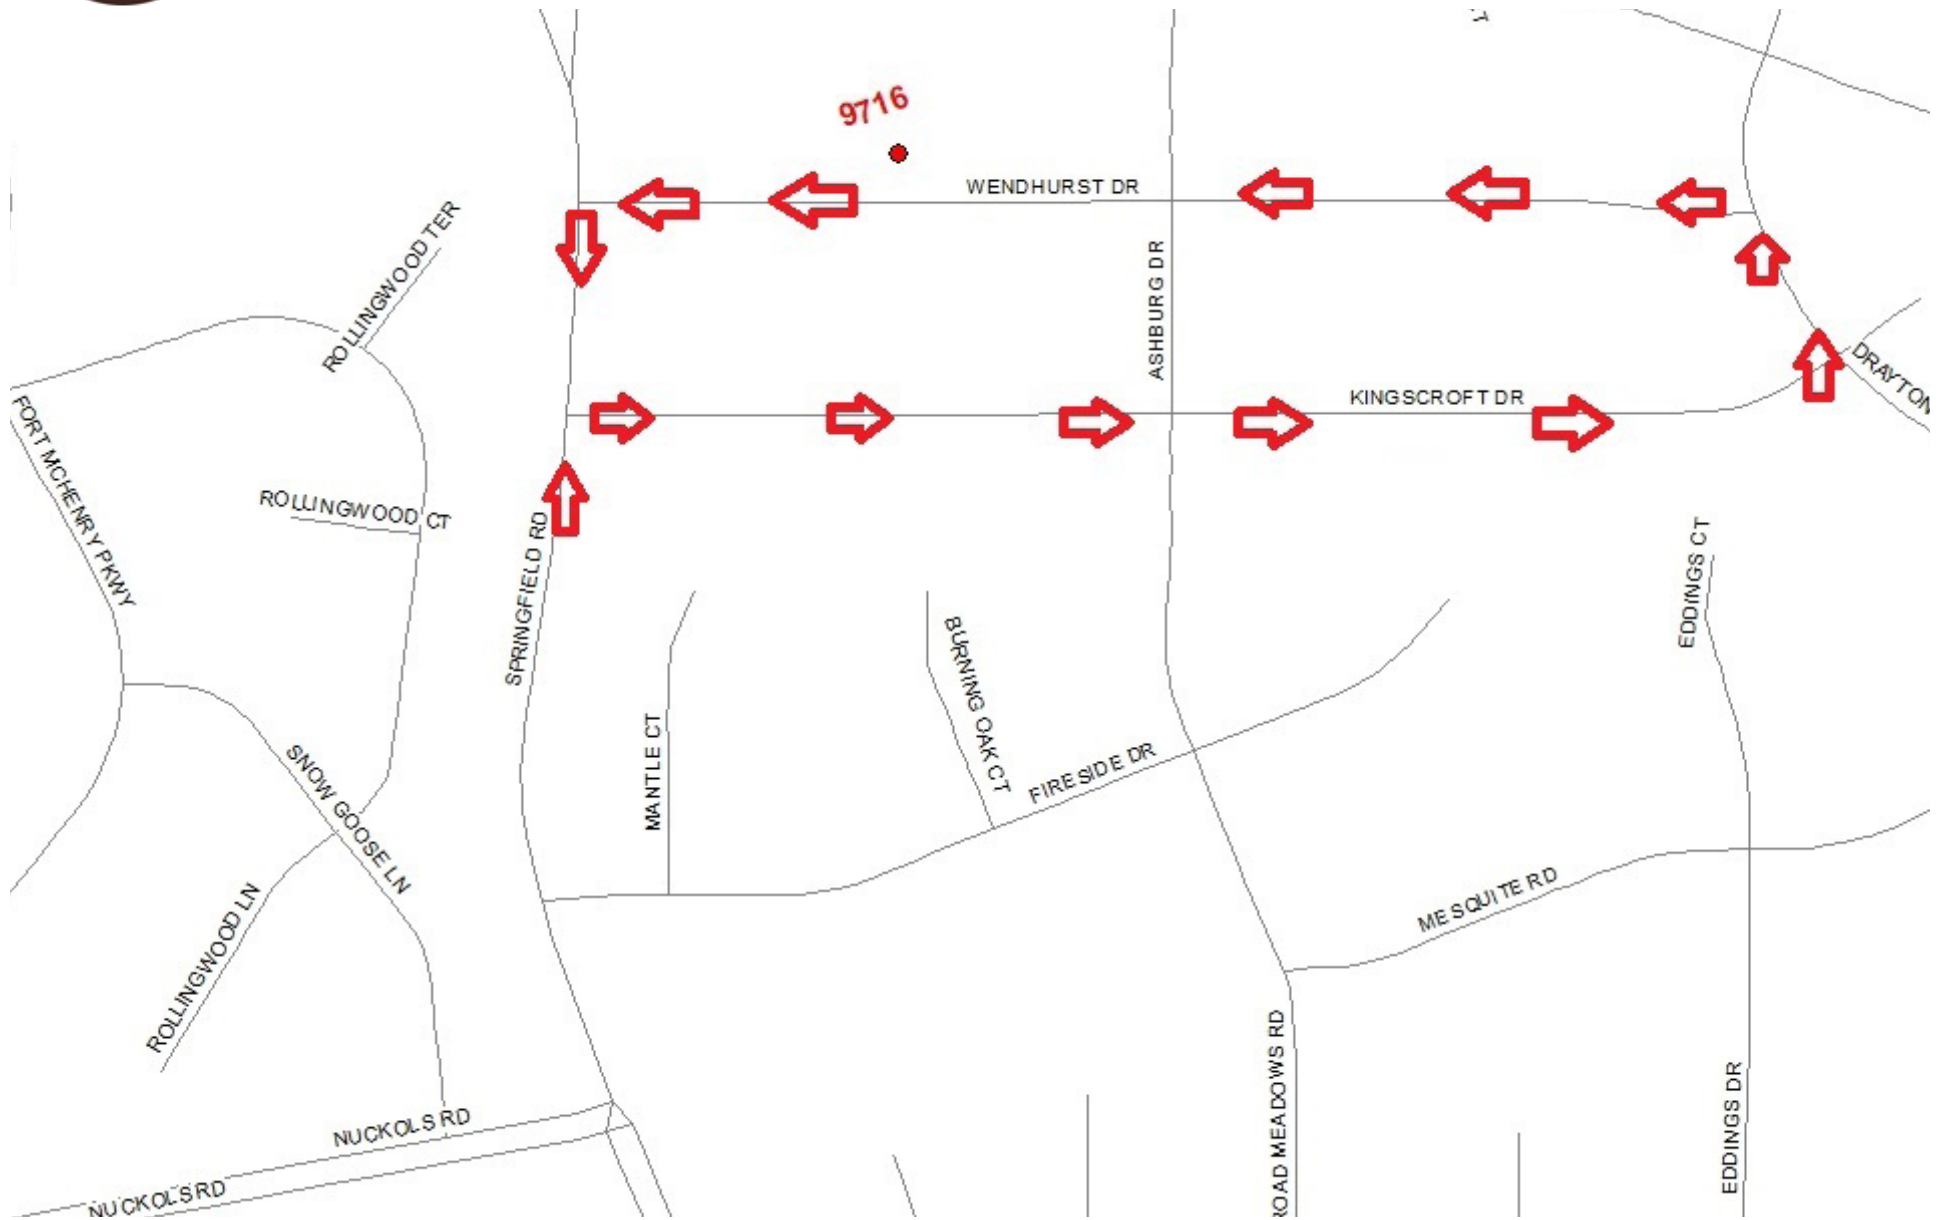 9716
WENDHURST DR
ROLLINGWOOD TER
ASHBURG DR
DRAYTON
KINGSCROFT DR
FORT MCHENRY PKWY
ROLLINGWOOD CT
SPRINGFIELD RD
EDDINGS CT
BURNING OAK CT
MANTLE CT
FIRESIDE DR
SNOW GOOSE LN
MESQUITE RD
ROLLINGWOOD LN
ROAD MEADOWS RD
EDDINGS DR
NUCKOLS RD
NUCKOLS RD